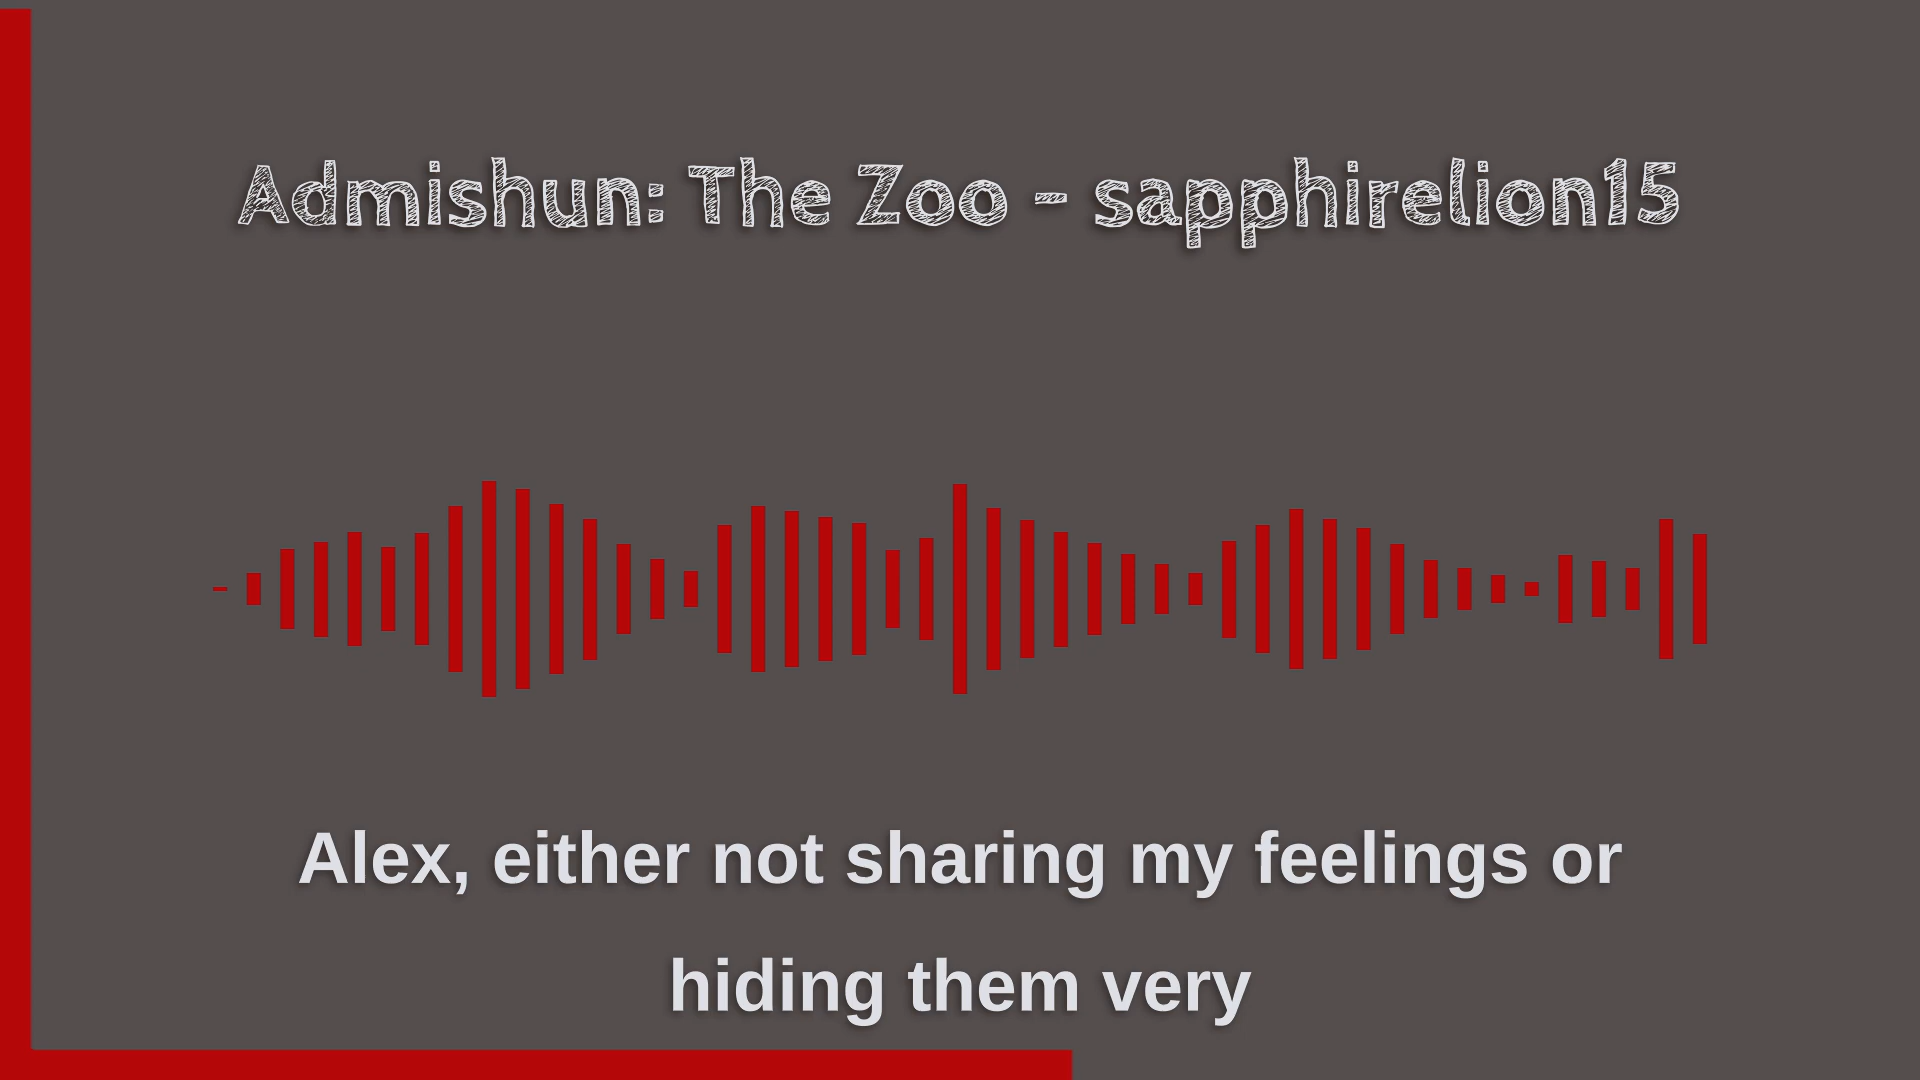 Admishun: The Zoo - sapphirelion15
Alex, either not sharing my feelings or
hiding them very